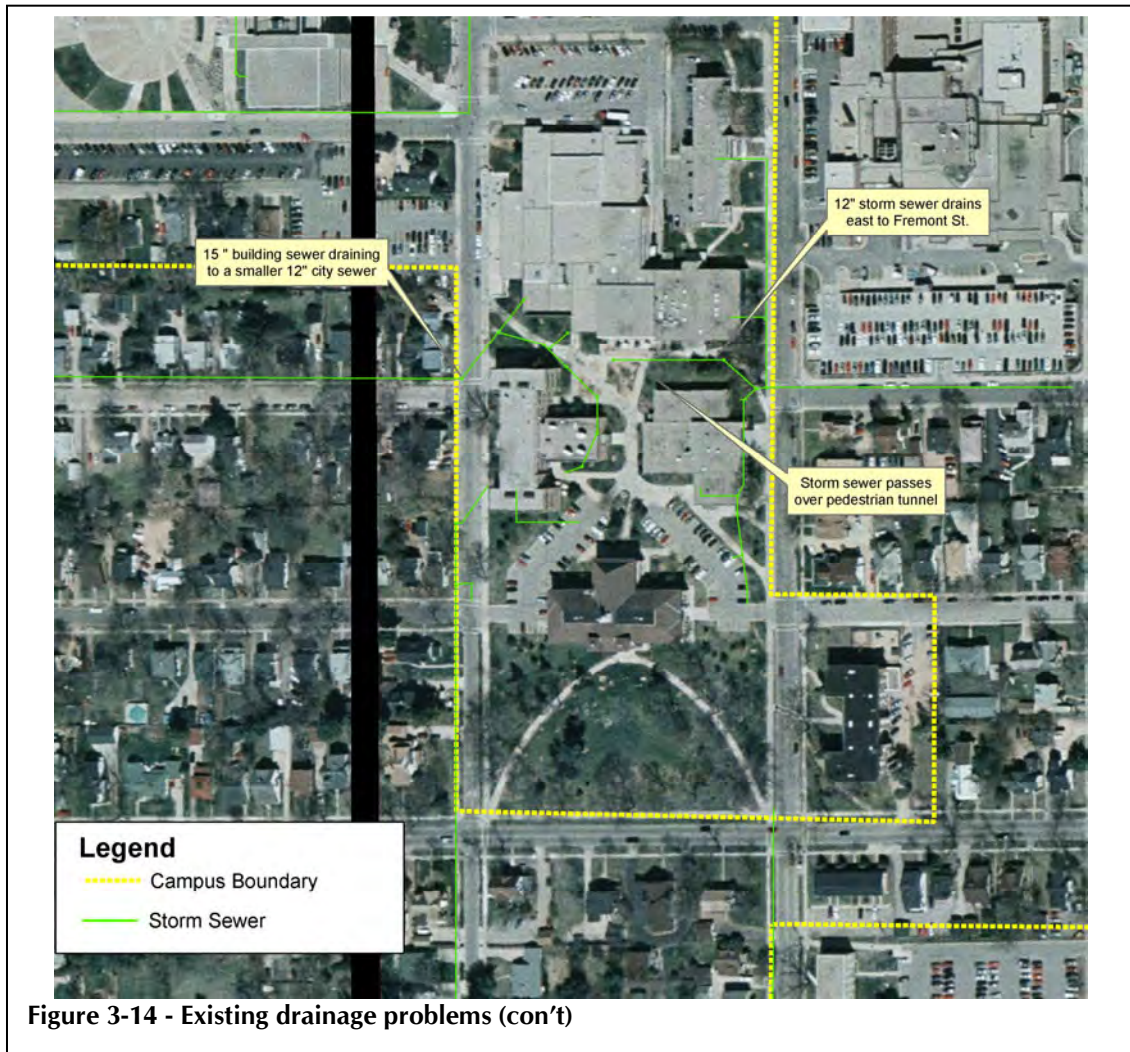 12" storm sewer drains
east to Fremont St.
15 " building sewer draining
to a smaller 12" city sewer
Storm sewer passes
over pedestrian tunnel
Legend
Campus Boundary
Storm Sewer
Figure 3-14 - Existing drainage problems (con't)